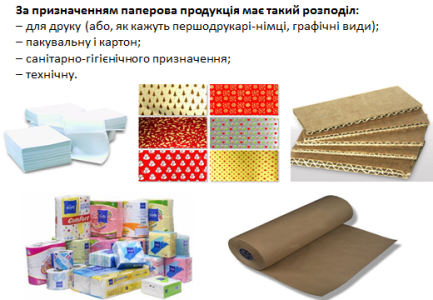 За призначенням паперова продукція має такий розподіл:
– для друку (або, як кажуть першодрукарі-німці, графічні види);
– пакувальну і картон;
– санітарно-гігієнічного призначення;
– технічну.
Comfort